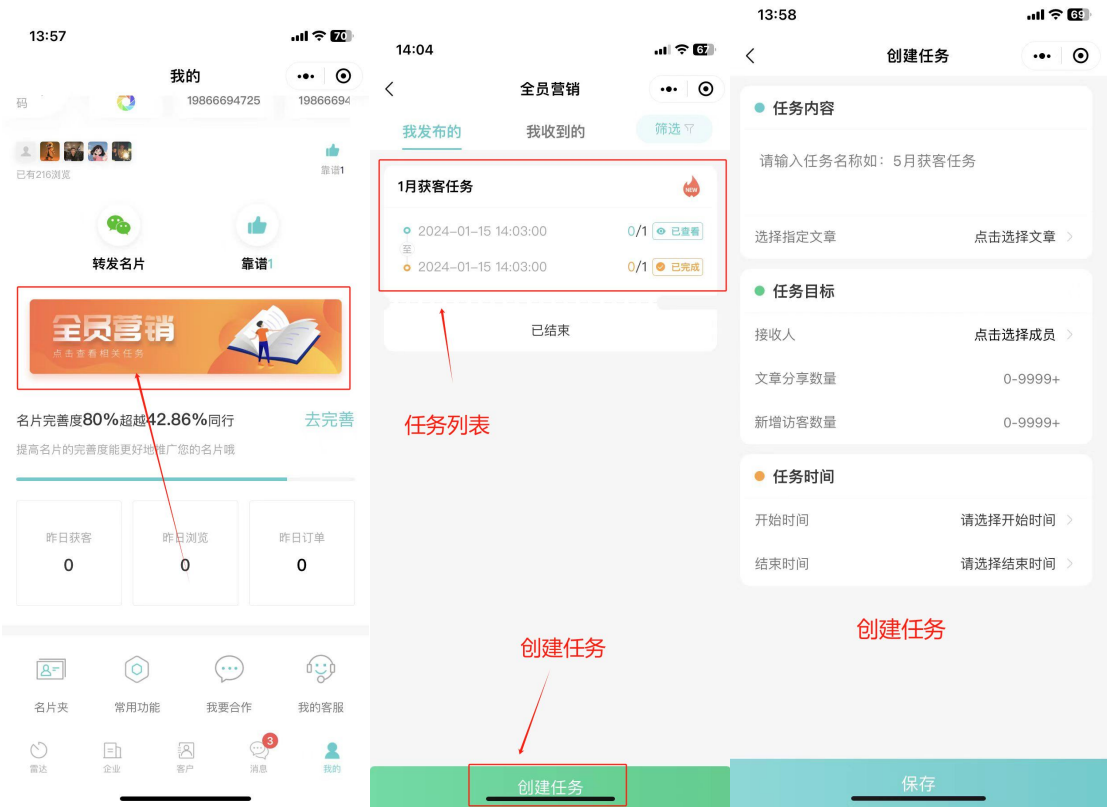 13:57
70
我的
码
19866694725
19866694
已有216浏览
靠谱1
转发名片
靠谱1
全员营销
点击查看相关任务
名片完善度80%超越42.86%同行
去完善
提高名片的完善度能更好地推广您的名片哦
昨日获客
昨日浏览
昨日订单
0
0
0
名片夹
常用功能
我要合作
我的客服
3
雷达
企业
客户
消息
我的
14:04
67
全员营销
我发布的
我收到的
筛选
1月获客任务
NEW
2024-01-15 14:03:00
0/1
已查看
至
2024-01-15 14:03:00
0/1
已完成
已结束
任务列表
创建任务
创建任务
13:58
69
创建任务
任务内容
请输入任务名称如：5月获客任务
选择指定文章
点击选择文章
任务目标
接收人
点击选择成员
文章分享数量
0-9999+
新增访客数量
0-9999+
任务时间
开始时间
请选择开始时间
结束时间
请选择结束时间
创建任务
保存